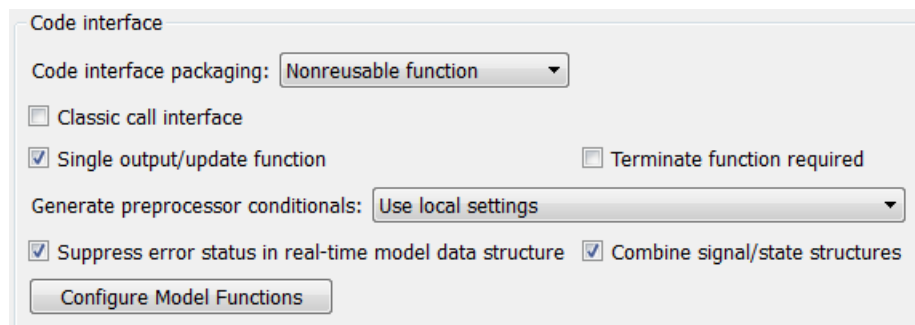 Code interface
Code interface packaging: Nonreusable function
Classic call interface
Single output/update function Terminate function required
Generate preprocessor conditionals: Use local settings
Suppress error status in real-time model data structure Combine signal/state structures
Configure Model Functions